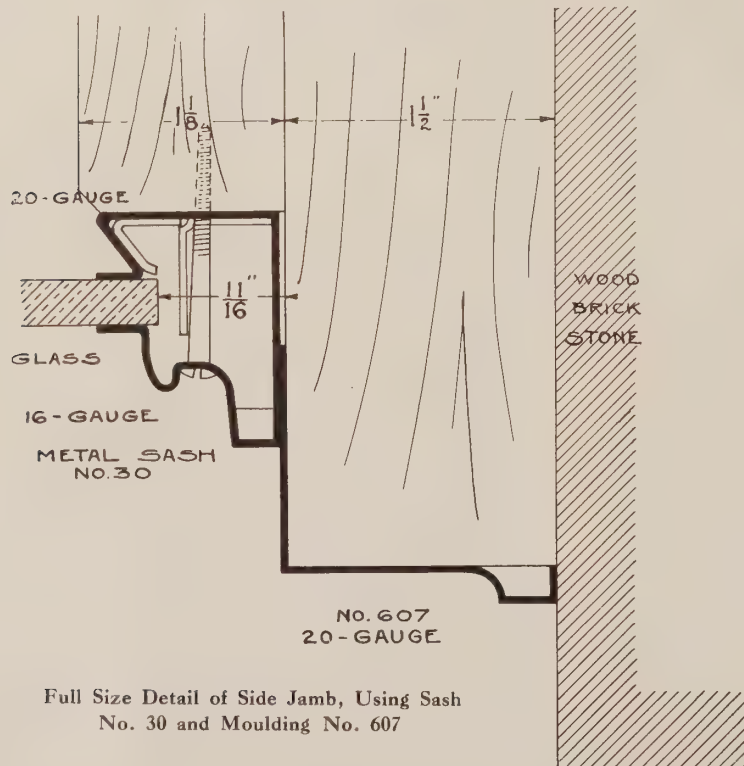 1 1/8
1 1/2"
20-GAUGE
11/16"
WOOD
BRICK
STONE
GLASS
16-GAUGE
METAL SASH
NO.30
NO.607
20-GAUGE
Full Size Detail of Side Jamb, Using Sash
No. 30 and Moulding No. 607